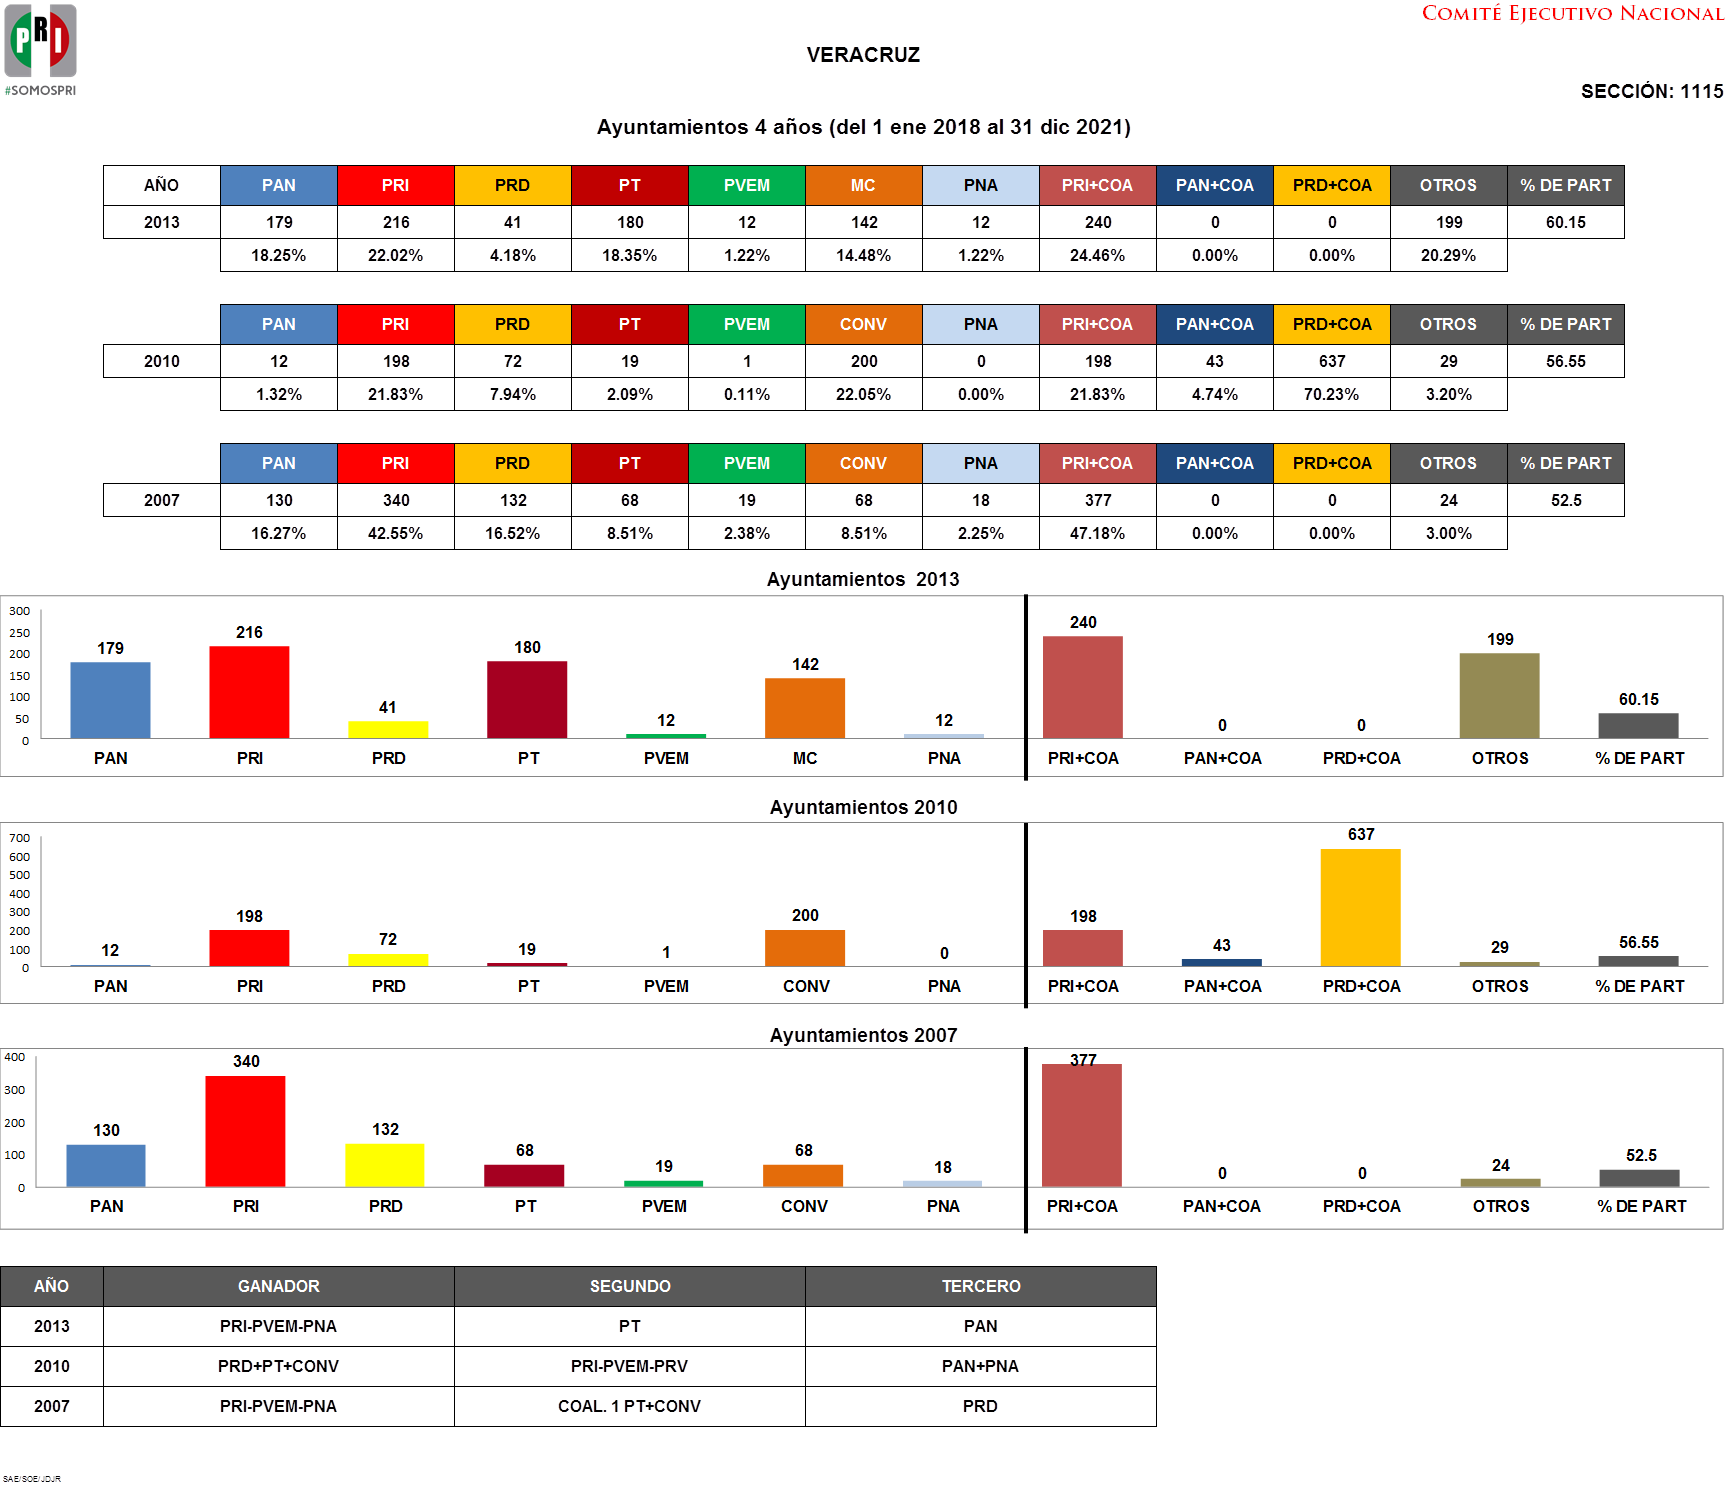 COMITÉ EJECUTIVO NACIONAL
PRI
#SOMOSPRI
VERACRUZ
SECCIÓN: 1115
Ayuntamientos 4 años (del 1 ene 2018 al 31 dic 2021)
AÑO PAN PRI PRD PT PVEM MC PNA PRI+COA PAN+COA PRD+COA OTROS % DE PART
2013 179 216 41 180 12 142 12 240 0 0 199 60.15
18.25% 22.02% 4.18% 18.35% 1.22% 14.48% 1.22% 24.46% 0.00% 0.00% 20.29%
PAN PRI PRD PT PVEM CONV PNA PRI+COA PAN+COA PRD+COA OTROS % DE PART
2010 12 198 72 19 1 200 0 198 43 637 29 56.55
1.32% 21.83% 7.94% 2.09% 0.11% 22.05% 0.00% 21.83% 4.74% 70.23% 3.20%
PAN PRI PRD PT PVEM CONV PNA PRI+COA PAN+COA PRD+COA OTROS % DE PART
2007 130 340 132 68 19 68 18 377 0 0 24 52.5
16.27% 42.55% 16.52% 8.51% 2.38% 8.51% 2.25% 47.18% 0.00% 0.00% 3.00%
Ayuntamientos 2013
300
250
200
150
100
50
0
179 216 41 180 12 142 12 240 0 0 199 60.15
PAN PRI PRD PT PVEM MC PNA PRI+COA PAN+COA PRD+COA OTROS % DE PART
Ayuntamientos 2010
700
600
500
400
300
200
100
0
12 198 72 19 1 200 0 198 43 637 29 56.55
PAN PRI PRD PT PVEM CONV PNA PRI+COA PAN+COA PRD+COA OTROS % DE PART
Ayuntamientos 2007
400
300
200
100
0
130 340 132 68 19 68 18 377 0 0 24 52.5
PAN PRI PRD PT PVEM CONV PNA PRI+COA PAN+COA PRD+COA OTROS % DE PART
AÑO GANADOR SEGUNDO TERCERO
2013 PRI-PVEM-PNA PT PAN
2010 PRD+PT+CONV PRI-PVEM-PRV PAN+PNA
2007 PRI-PVEM-PNA COAL. 1 PT+CONV PRD
SAE/SOE/JDJR